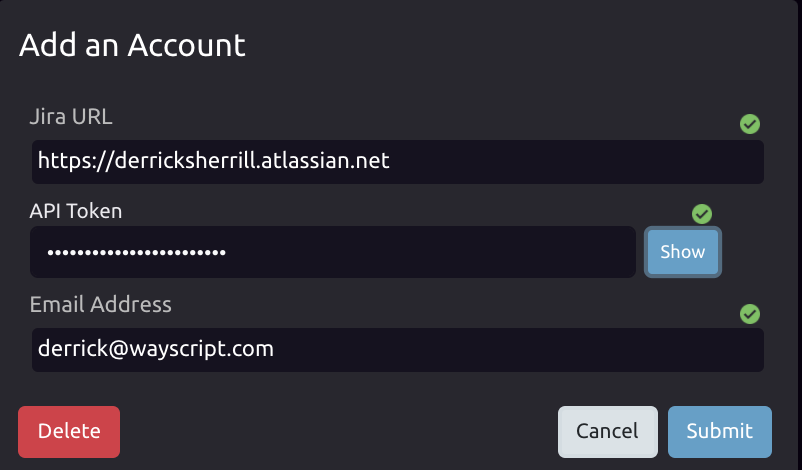 Add an Account
Jira URL
https://derricksherrill.atlassian.net
API Token
••••••••••••••••••••••••
Show
Email Address
derrick@wayscript.com
Delete
Cancel
Submit